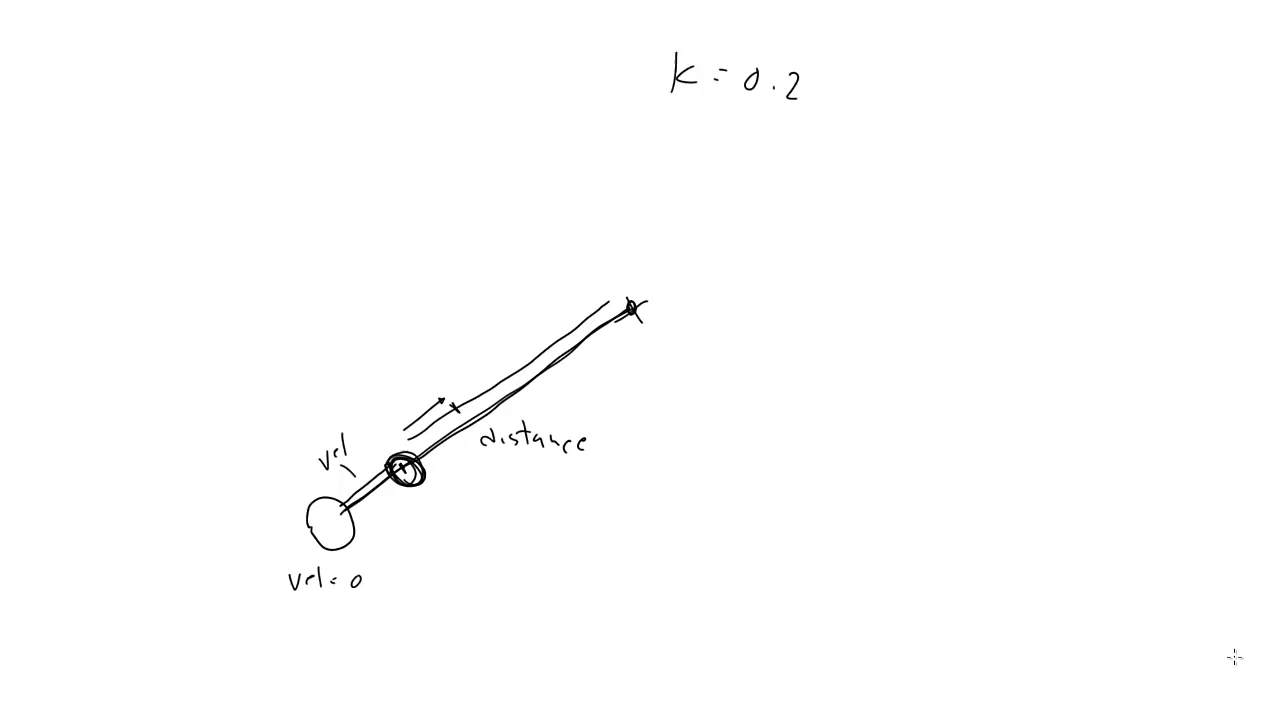 k = 0.2
distance
vel
vel = 0